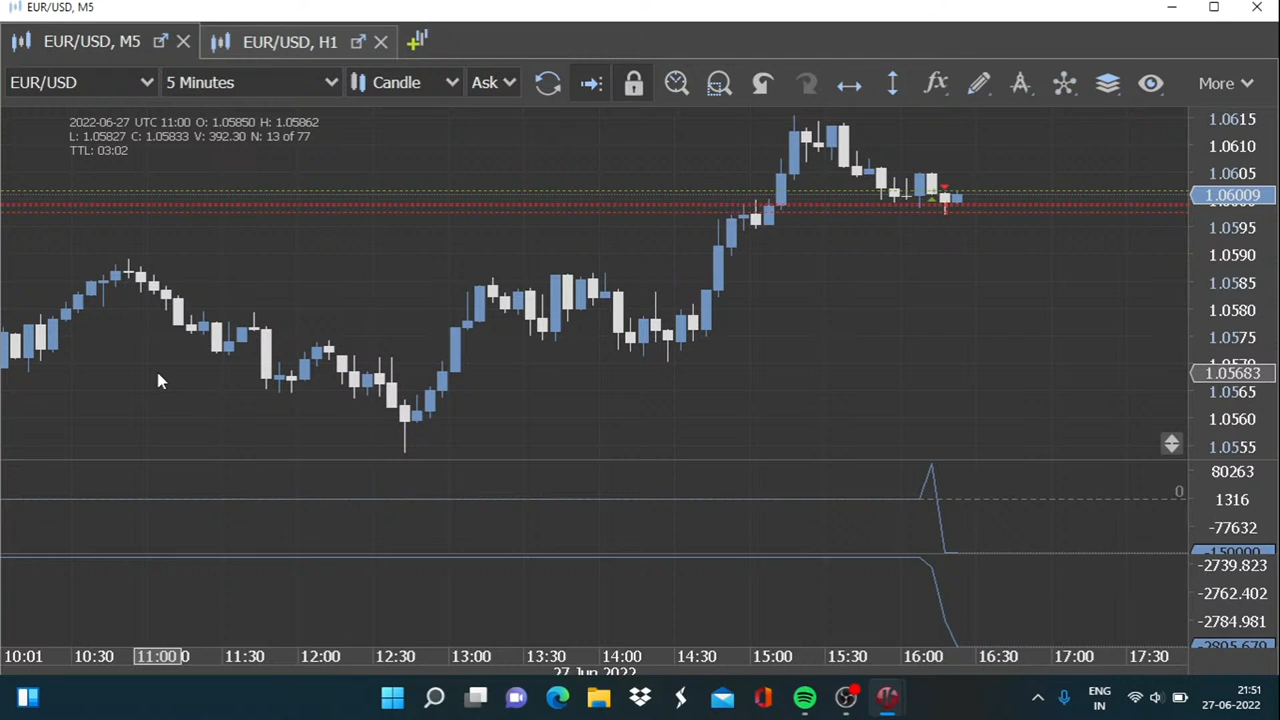 EUR/USD, M5
EUR/USD, M5
EUR/USD, H1
EUR/USD
5 Minutes
Candle
Ask
More
2022-06-27 UTC 11:00 O: 1.05850 H: 1.05862
L: 1.05827 C: 1.05833 V: 392.30 N: 13 of 77
TTL: 03:02
1.0615
1.0610
1.0605
1.06009
1.0595
1.0590
1.0585
1.0580
1.0575
1.05683
1.0565
1.0560
1.0555
80263
0
1316
-77632
-150000
-2739.823
-2762.402
-2784.981
-2805.679
10:01 10:30 11:00 11:30 12:00 12:30 13:00 13:30 14:00 14:30 15:00 15:30 16:00 16:30 17:00 17:30
27 Jun 2022
ENG
IN
21:51
27-06-2022